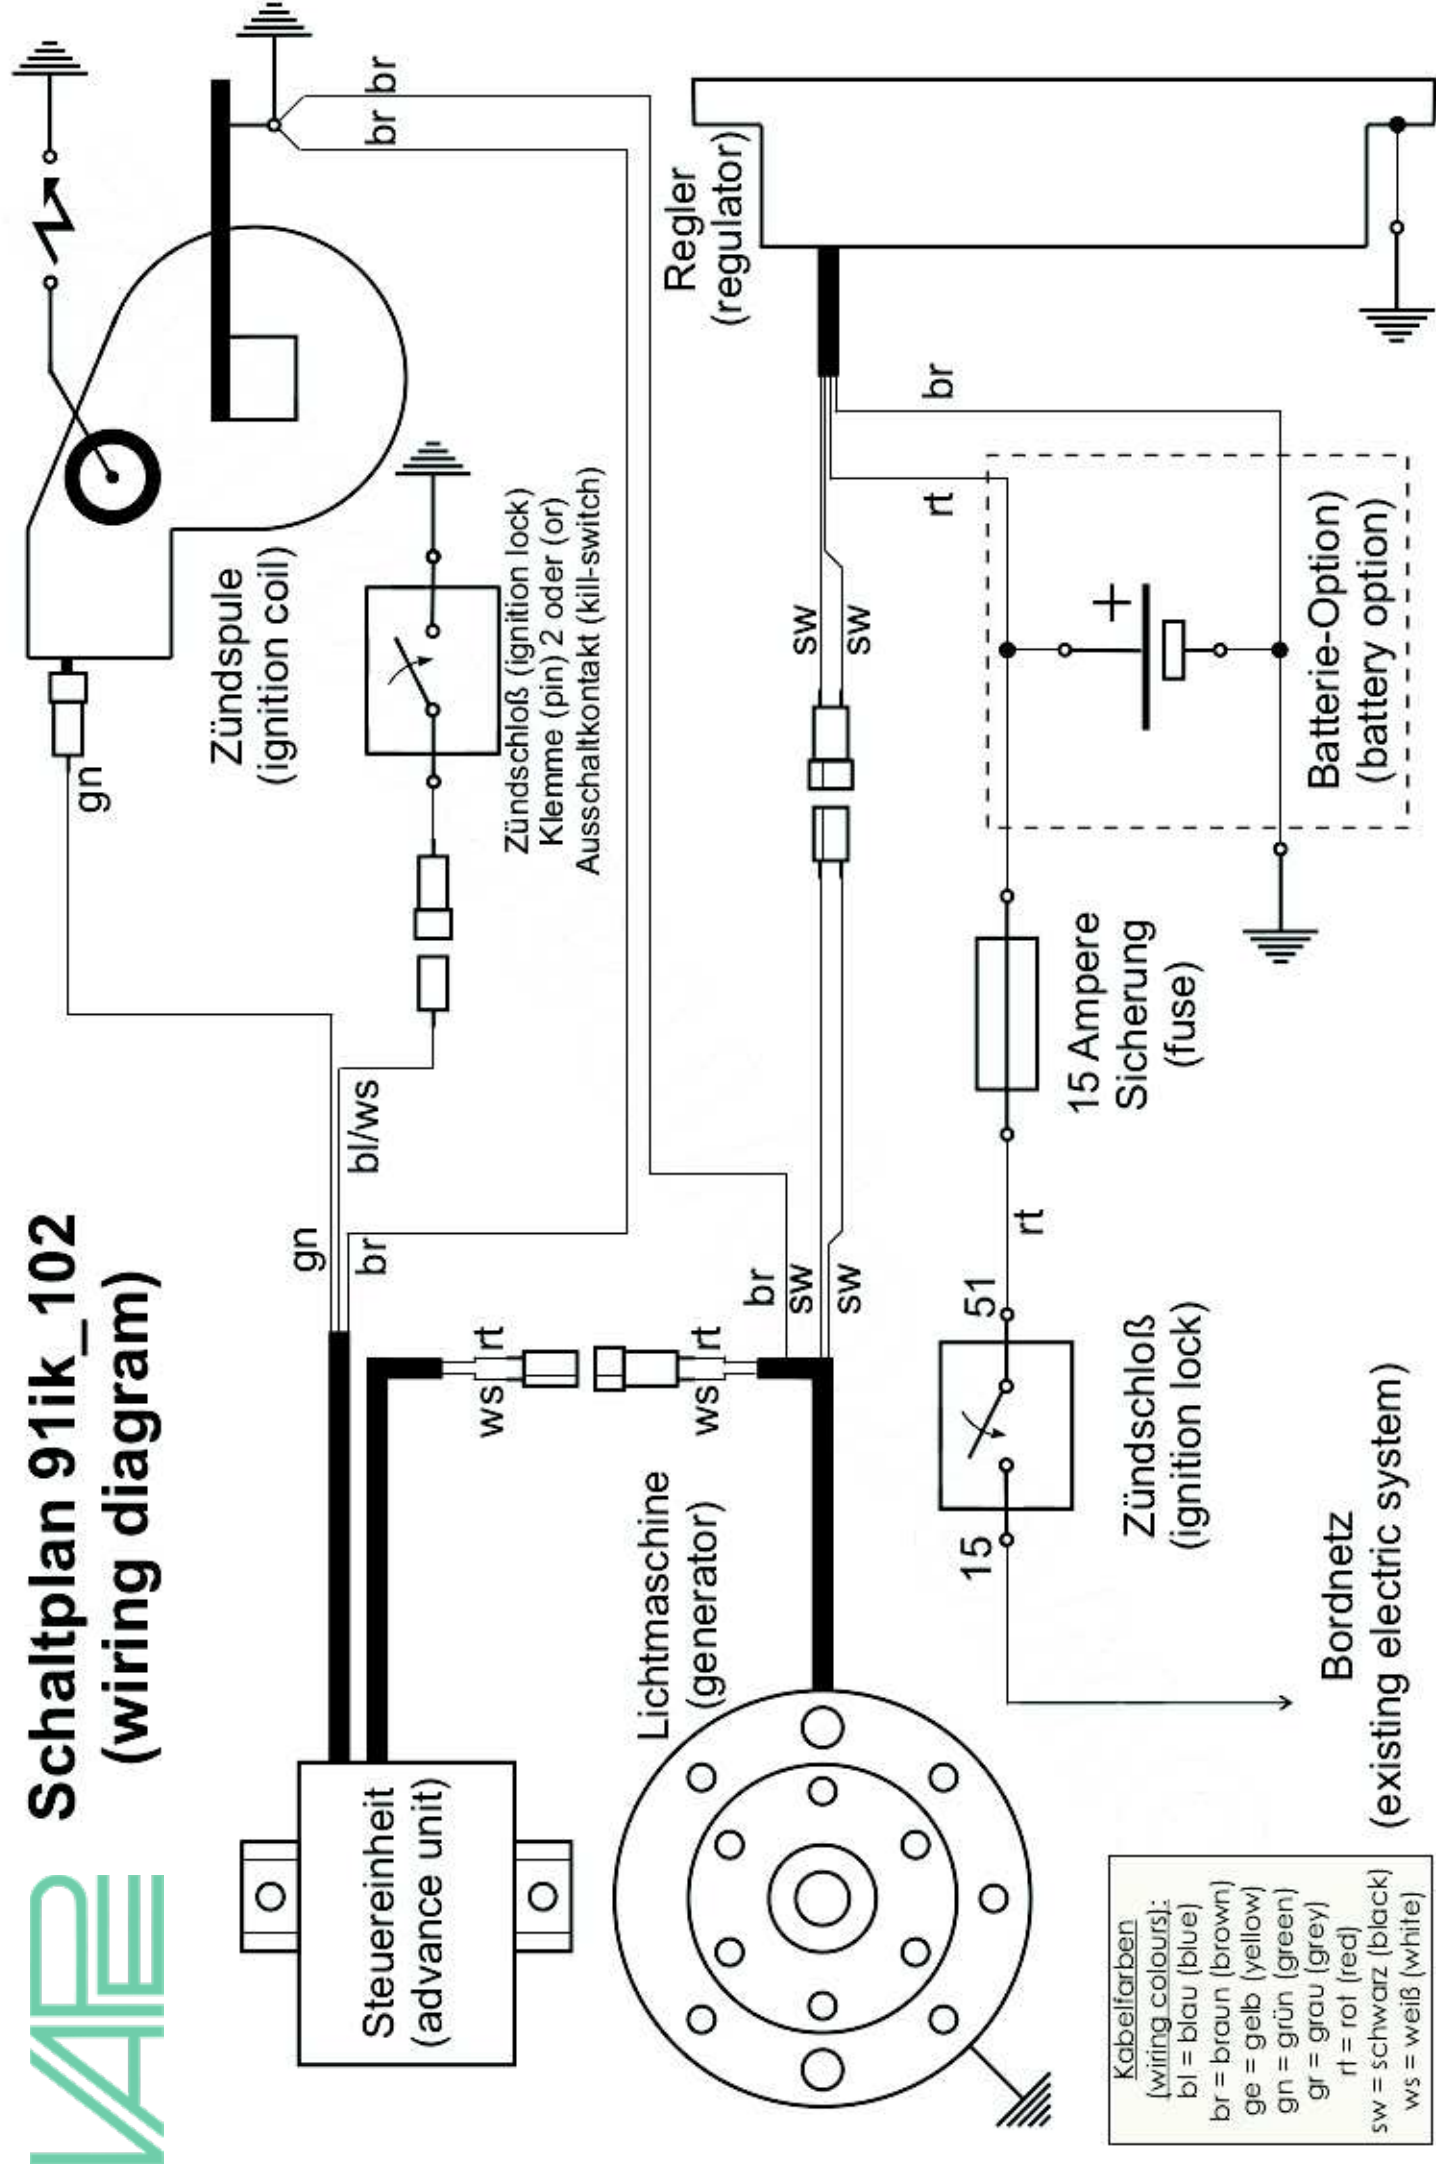 VAPE
Schaltplan 91ik_102
(wiring diagram)
Steuereinheit
(advance unit)
gn
br
bl/ws
gn
Zündspule
(ignition coil)
br
br
Zündschloß (ignition lock)
Klemme (pin) 2 oder (or)
Ausschaltkontakt (kill-switch)
ws
rt
ws
rt
Lichtmaschine
(generator)
br
sw
sw
sw
sw
Regler
(regulator)
br
rt
15
51
Zündschloß
(ignition lock)
rt
15 Ampere
Sicherung
(fuse)
+
Batterie-Option)
(battery option)
Bordnetz
(existing electric system)
Kabelfarben
(wiring colours):
bl = blau (blue)
br = braun (brown)
ge = gelb (yellow)
gn = grün (green)
gr = grau (grey)
rt = rot (red)
sw = schwarz (black)
ws = weiß (white)